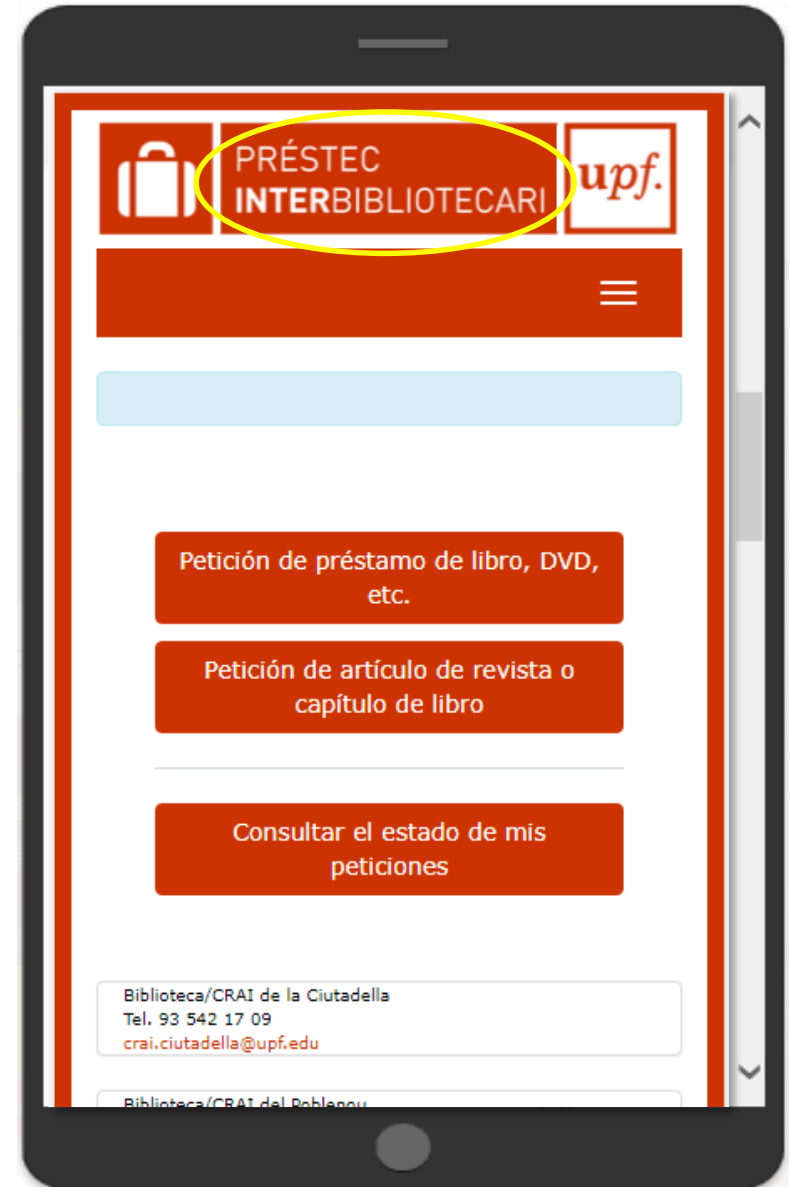 PRÉSTEC
INTERBIBLIOTECARI
upf.
Petición de préstamo de libro, DVD,
etc.
Petición de artículo de revista o
capítulo de libro
Consultar el estado de mis
peticiones
Biblioteca/CRAI de la Ciutadella
Tel. 93 542 17 09
crai.ciutadella@upf.edu
Biblioteca/CRAI del Poblenou